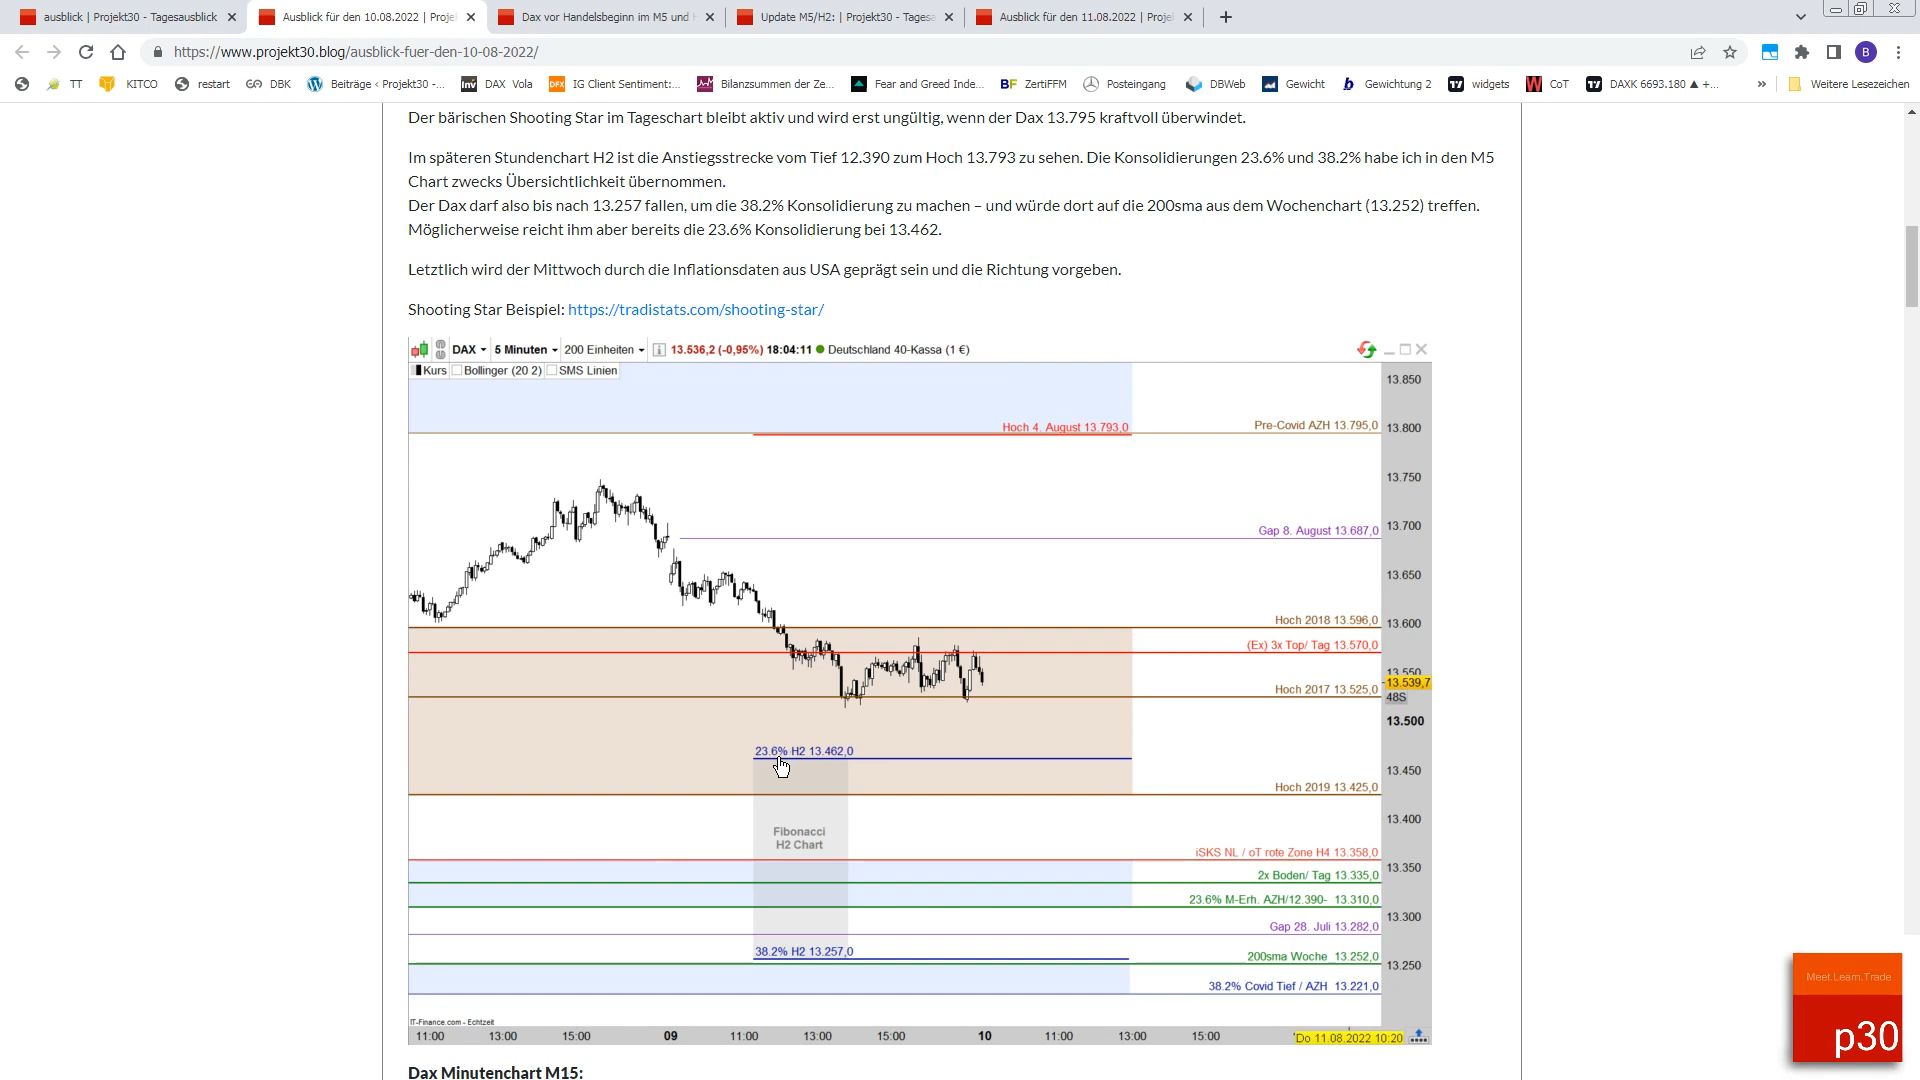 ausblick | Projekt30 - Tagesausblick
Ausblick für den 10.08.2022 | Proje
Dax vor Handelsbeginn im M5 und
Update M5/H2: | Projekt30 - Tagesa
Ausblick für den 11.08.2022 | Proje
https://www.projekt30.blog/ausblick-fuer-den-10-08-2022/
B
TT
KITCO
restart
DBK
Beiträge ‹ Projekt30 -...
DAX Vola
IG Client Sentiment:...
Bilanzsummen der Ze...
Fear and Greed Inde...
BF ZertiFFM
Posteingang
DBWeb
Gewicht
b Gewichtung 2
widgets
CoT
DAXK 6693.180 ▲ +...
»
Weitere Lesezeichen
Der bärischen Shooting Star im Tageschart bleibt aktiv und wird erst ungültig, wenn der Dax 13.795 kraftvoll überwindet.
Im späteren Stundenchart H2 ist die Anstiegsstrecke vom Tief 12.390 zum Hoch 13.793 zu sehen. Die Konsolidierungen 23.6% und 38.2% habe ich in den M5
Chart zwecks Übersichtlichkeit übernommen.
Der Dax darf also bis nach 13.257 fallen, um die 38.2% Konsolidierung zu machen – und würde dort auf die 200sma aus dem Wochenchart (13.252) treffen.
Möglicherweise reicht ihm aber bereits die 23.6% Konsolidierung bei 13.462.
Letztlich wird der Mittwoch durch die Inflationsdaten aus USA geprägt sein und die Richtung vorgeben.
Shooting Star Beispiel: https://tradistats.com/shooting-star/
DAX 5 Minuten 200 Einheiten 13.536,2 (-0,95%) 18:04:11 Deutschland 40-Kassa (1 €)
Kurs Bollinger (20 2) SMS Linien
13.850
Hoch 4. August 13.793,0
Pre-Covid AZH 13.795,0
13.800
13.750
13.700
Gap 8. August 13.687,0
13.650
Hoch 2018 13.596,0
13.600
(Ex) 3x Top/ Tag 13.570,0
13.550
13.539,7
Hoch 2017 13.525,0
48S
13.500
23.6% H2 13.462,0
13.450
Hoch 2019 13.425,0
13.400
Fibonacci
H2 Chart
iSKS NL / oT rote Zone H4 13.358,0
13.350
2x Boden/ Tag 13.335,0
23.6% M-Erh. AZH/12.390- 13.310,0
13.300
Gap 28. Juli 13.282,0
38.2% H2 13.257,0
200sma Woche 13.252,0
13.250
38.2% Covid Tief / AZH 13.221,0
IT-Finance.com - Echtzeit
11:00 13:00 15:00 09 11:00 13:00 15:00 10 11:00 13:00 15:00 Do 11.08.2022 10:20
Meet.Learn.Trade
p30
Dax Minutenchart M15: